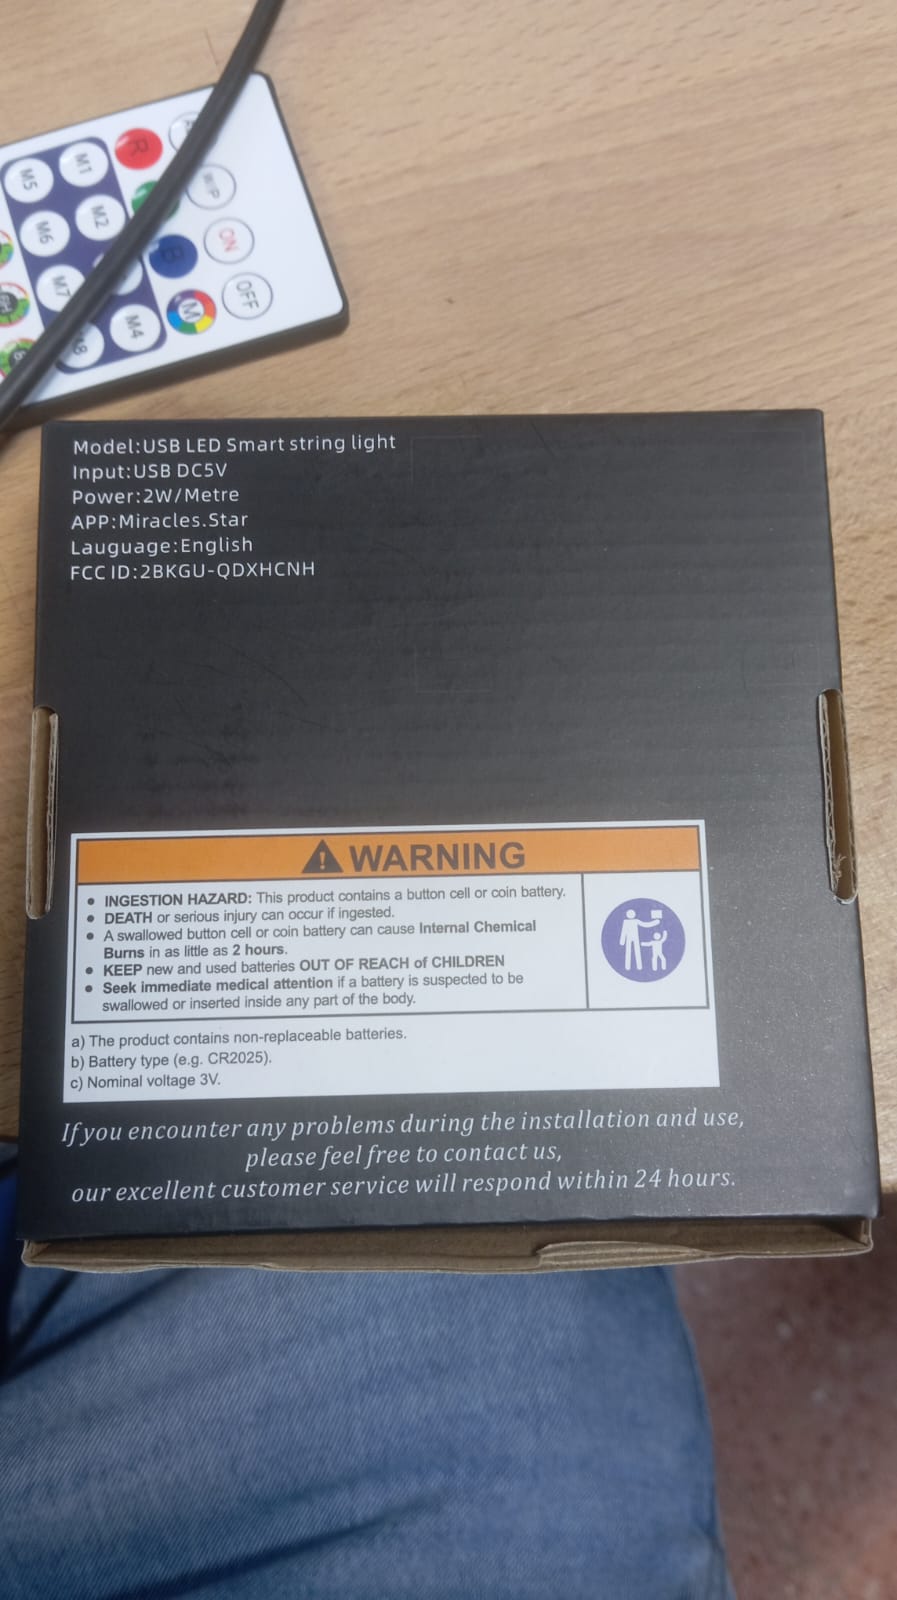 R
M1
M5
W/P
M2
M6
ON
B
M7
OFF
M
M4
Model:USB LED Smart string light
Input:USB DC5V
Power:2W/Metre
APP:Miracles.Star
Lauguage:English
FCC ID:2BKGU-QDXHCNH
WARNING
• INGESTION HAZARD: This product contains a button cell or coin battery.
• DEATH or serious injury can occur if ingested.
• A swallowed button cell or coin battery can cause Internal Chemical
Burns in as little as 2 hours.
• KEEP new and used batteries OUT OF REACH of CHILDREN
• Seek immediate medical attention if a battery is suspected to be
swallowed or inserted inside any part of the body.
a) The product contains non-replaceable batteries.
b) Battery type (e.g. CR2025).
c) Nominal voltage 3V.
If you encounter any problems during the installation and use,
please feel free to contact us,
our excellent customer service will respond within 24 hours.